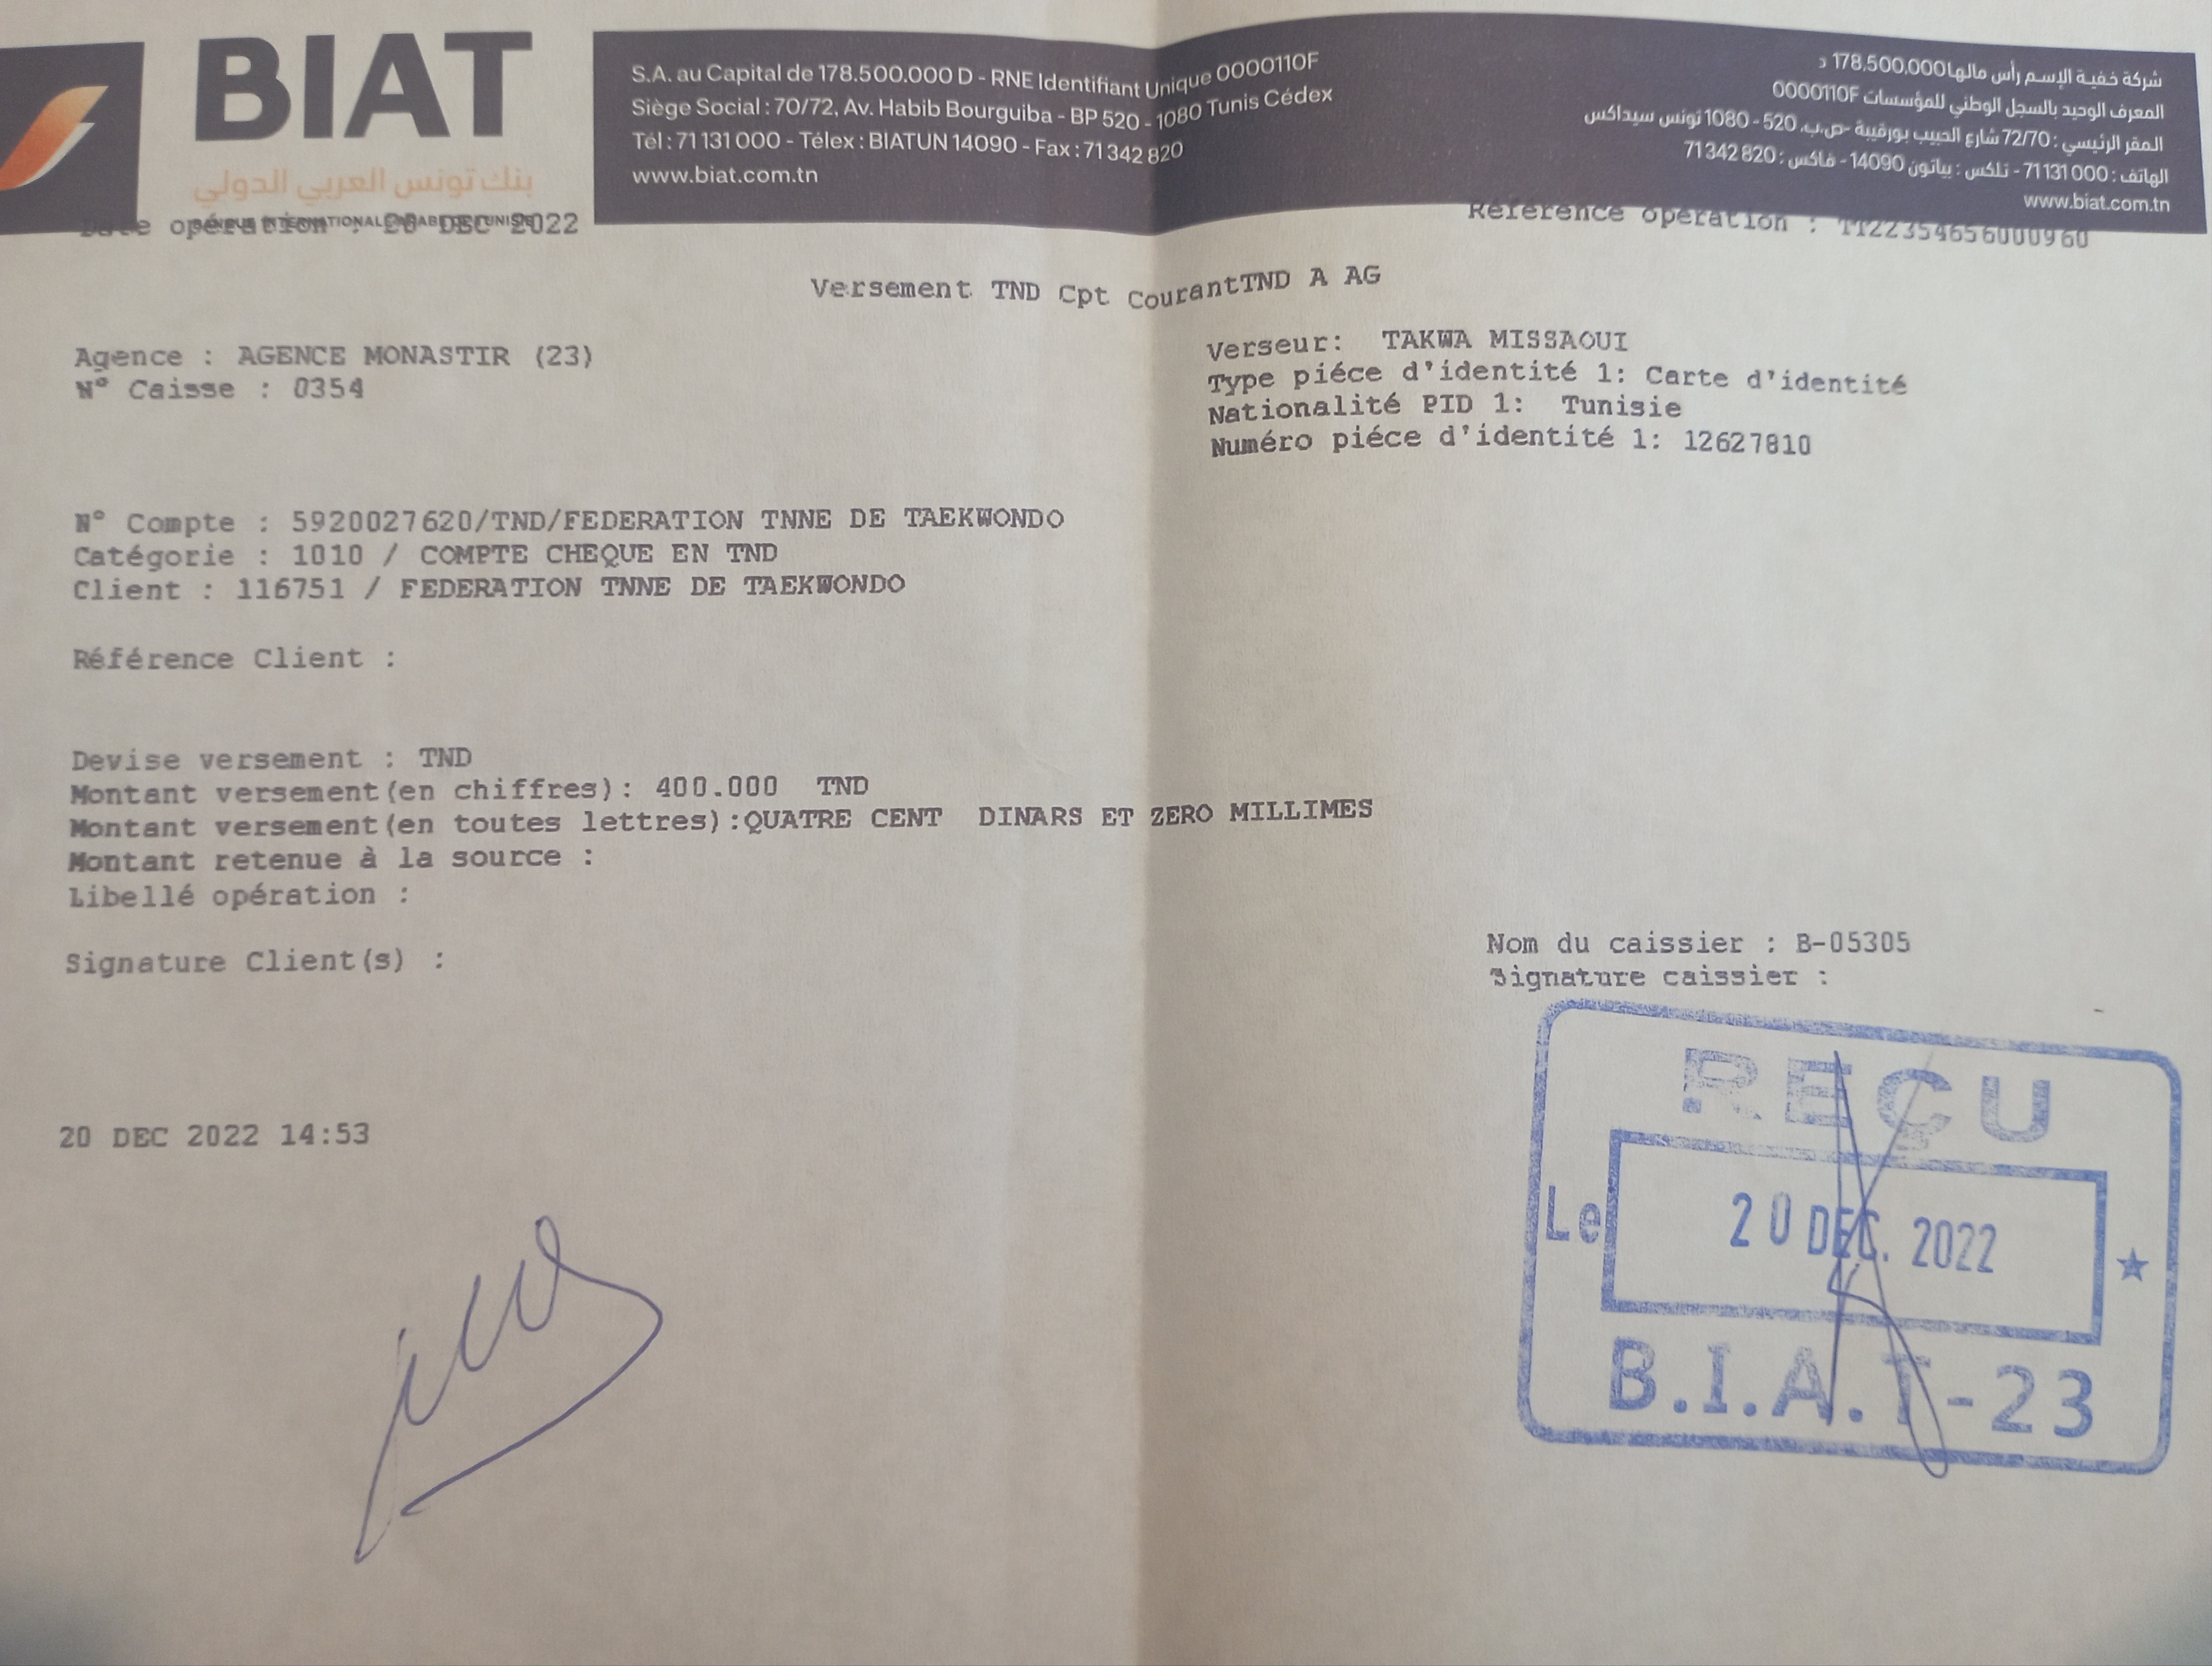 BIAT
بنك تونس العربي الدولي
S.A. au Capital de 178.500.000 D - RNE Identifiant Unique 0000110F
Siège Social : 70/72, Av. Habib Bourguiba - BP 520 - 1080 Tunis Cédex
Tél : 71 131 000 - Télex : BIATUN 14090 - Fax : 71 342 820
www.biat.com.tn
شركة خفية الإسم رأس مالها 178,500,000 د
المعرف الوحيد بالسجل الوطني للمؤسسات 0000110F
المقر الرئيسي : 72/70 شارع الحبيب بورقيبة -ص.ب. 520 - 1080 تونس سيداكس
الهاتف : 71 131 000 - تلكس : بياتون 14090 - فاكس : 71 342 820
www.biat.com.tn
Date opération : 20 DEC 2022
Référence opération : TT22354656000960
Versement TND Cpt CourantTND A AG
Agence : AGENCE MONASTIR (23)
N° Caisse : 0354
Verseur: TAKWA MISSAOUI
Type piéce d'identité 1: Carte d'identité
Nationalité PID 1: Tunisie
Numéro piéce d'identité 1: 12627810
N° Compte : 5920027620/TND/FEDERATION TNNE DE TAEKWONDO
Catégorie : 1010 / COMPTE CHEQUE EN TND
Client : 116751 / FEDERATION TNNE DE TAEKWONDO
Référence Client :
Devise versement : TND
Montant versement(en chiffres): 400.000 TND
Montant versement(en toutes lettres):QUATRE CENT DINARS ET ZERO MILLIMES
Montant retenue à la source :
Libellé opération :
Signature Client(s) :
Nom du caissier : B-05305
Signature caissier :
20 DEC 2022 14:53
REÇU
Le 20 DEC. 2022
B.I.A.T-23